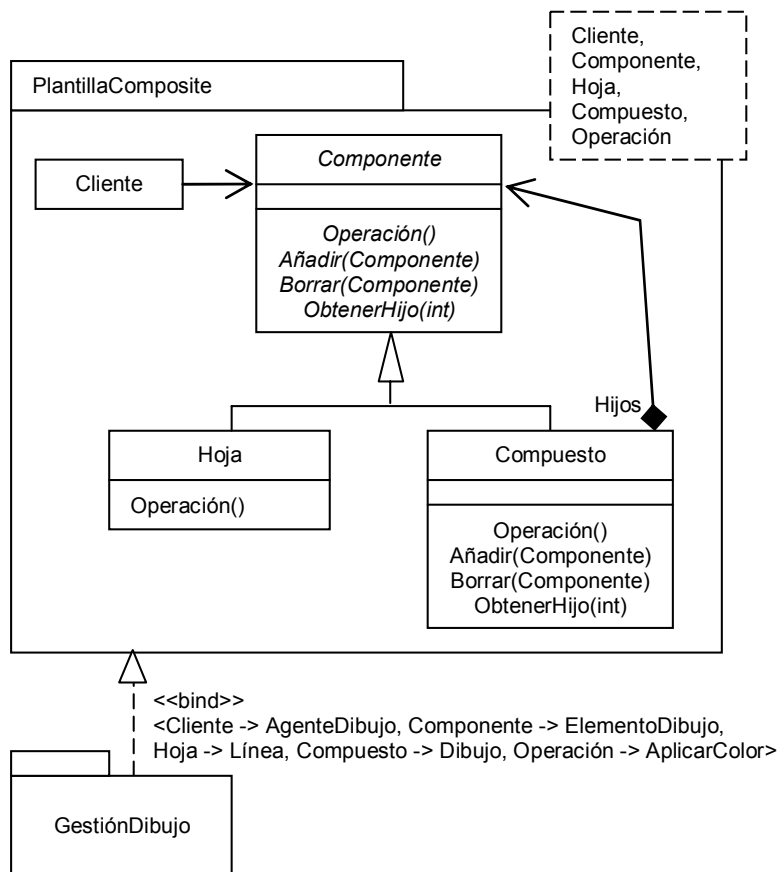 Cliente,
Componente,
Hoja,
Compuesto,
Operación
PlantillaComposite
Cliente
Componente
Operación()
Añadir(Componente)
Borrar(Componente)
ObtenerHijo(int)
Hijos
Hoja
Operación()
Compuesto
Operación()
Añadir(Componente)
Borrar(Componente)
ObtenerHijo(int)
<<bind>>
<Cliente -> AgenteDibujo, Componente -> ElementoDibujo,
Hoja -> Línea, Compuesto -> Dibujo, Operación -> AplicarColor>
GestiónDibujo